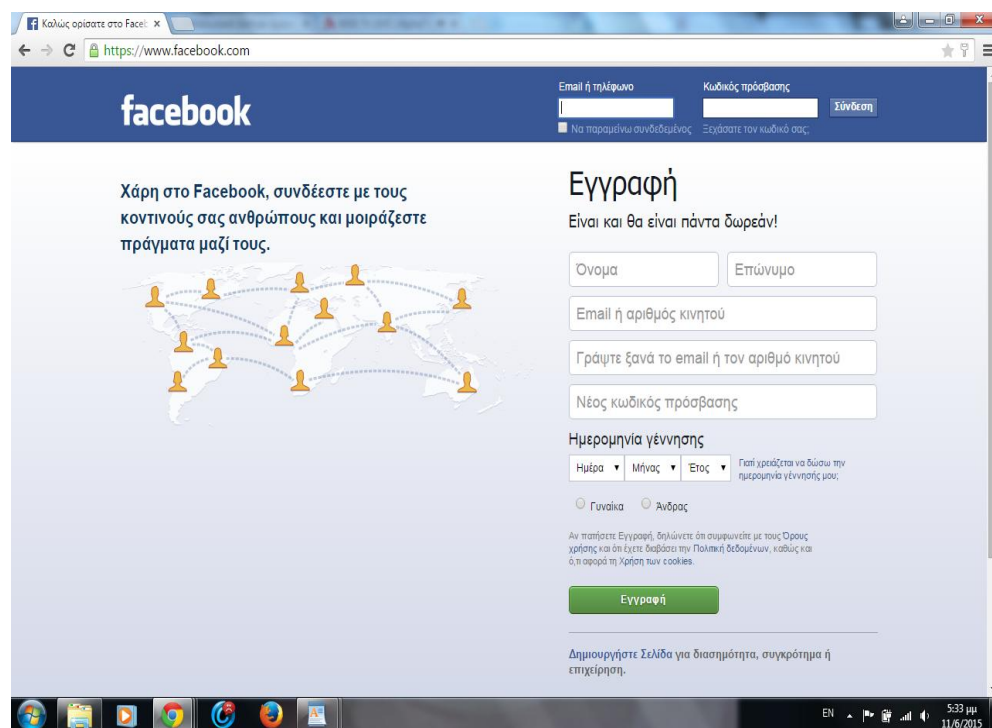 Καλώς ορίσατε στο Faceb
https://www.facebook.com
facebook
Email ή τηλέφωνο
Κωδικός πρόσβασης
Σύνδεση
Να παραμείνω συνδεδεμένος
Ξεχάσατε τον κωδικό σας;
Χάρη στο Facebook, συνδέεστε με τους
κοντινούς σας ανθρώπους και μοιράζεστε
πράγματα μαζί τους.
Εγγραφή
Είναι και θα είναι πάντα δωρεάν!
Όνομα
Επώνυμο
Email ή αριθμός κινητού
Γράψτε ξανά το email ή τον αριθμό κινητού
Νέος κωδικός πρόσβασης
Ημερομηνία γέννησης
Ημέρα
Μήνας
Έτος
Γιατί χρειάζεται να δώσω την
ημερομηνία γέννησής μου;
Γυναίκα
Άνδρας
Αν πατήσετε Εγγραφή, δηλώνετε ότι συμφωνείτε με τους Όρους
χρήσης και ότι έχετε διαβάσει την Πολιτική δεδομένων, καθώς και
ό,τι αφορά τη Χρήση των cookies.
Εγγραφή
Δημιουργήστε Σελίδα για διασημότητα, συγκρότημα ή
επιχείρηση.
EN
5:33 μμ
11/6/2015